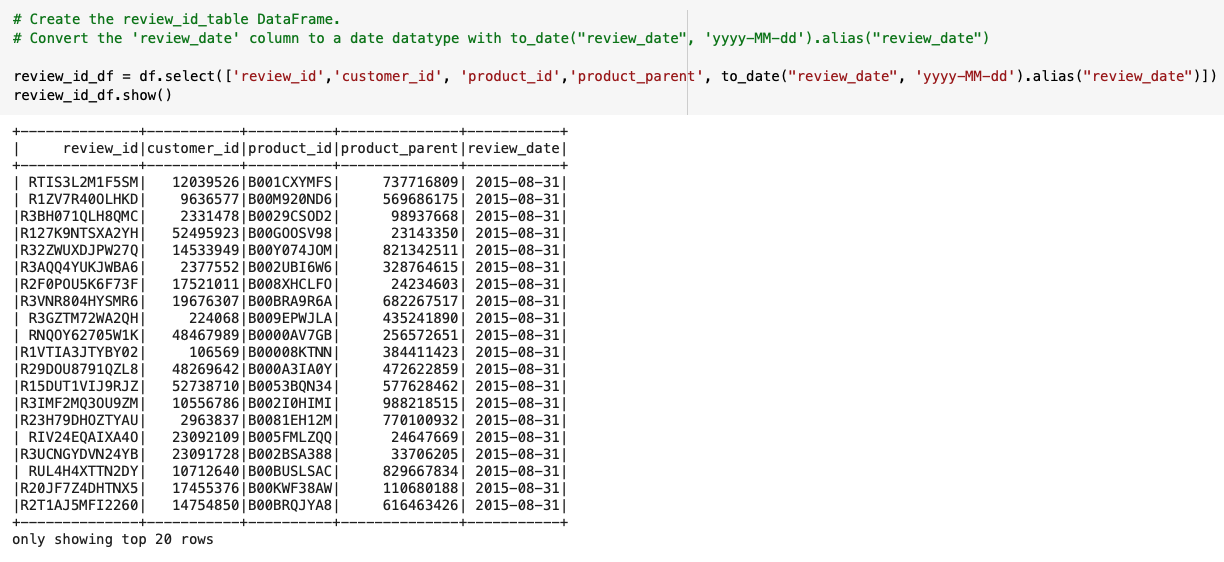 # Create the review_id_table DataFrame.
# Convert the 'review_date' column to a date datatype with to_date("review_date", 'yyyy-MM-dd').alias("review_date")
review_id_df = df.select(['review_id','customer_id', 'product_id','product_parent', to_date("review_date", 'yyyy-MM-dd').alias("review_date")])
review_id_df.show()
+--------------+-----------+----------+--------------+-----------+
|     review_id|customer_id|product_id|product_parent|review_date|
+--------------+-----------+----------+--------------+-----------+
| RTIS3L2M1F5SM|   12039526|B001CXYMFS|     737716809| 2015-08-31|
| R1ZV7R40OLHKD|    9636577|B00M920ND6|     569686175| 2015-08-31|
|R3BH071QLH8QMC|    2331478|B0029CSOD2|      98937668| 2015-08-31|
|R127K9NTSXA2YH|   52495923|B00GOOSV98|      23143350| 2015-08-31|
|R32ZWUXDJPW27Q|   14533949|B00Y074JOM|     821342511| 2015-08-31|
|R3AQQ4YUKJWBA6|    2377552|B002UBI6W6|     328764615| 2015-08-31|
|R2F0POU5K6F73F|   17521011|B008XHCLFO|      24234603| 2015-08-31|
|R3VNR804HYSMR6|   19676307|B00BRA9R6A|     682267517| 2015-08-31|
| R3GZTM72WA2QH|     224068|B009EPWJLA|     435241890| 2015-08-31|
| RNQOY62705W1K|   48467989|B0000AV7GB|     256572651| 2015-08-31|
|R1VTIA3JTYBY02|     106569|B00008KTNN|     384411423| 2015-08-31|
|R29DOU8791QZL8|   48269642|B000A3IA0Y|     472622859| 2015-08-31|
|R15DUT1VIJ9RJZ|   52738710|B0053BQN34|     577628462| 2015-08-31|
|R3IMF2MQ3OU9ZM|   10556786|B002I0HIMI|     988218515| 2015-08-31|
|R23H79DHOZTYAU|    2963837|B0081EH12M|     770100932| 2015-08-31|
| RIV24EQAIXA4O|   23092109|B005FMLZQQ|      24647669| 2015-08-31|
|R3UCNGYDVN24YB|   23091728|B002BSA388|      33706205| 2015-08-31|
| RUL4H4XTTN2DY|   10712640|B00BUSLSAC|     829667834| 2015-08-31|
|R20JF7Z4DHTNX5|   17455376|B00KWF38AW|     110680188| 2015-08-31|
|R2T1AJ5MFI2260|   14754850|B00BRQJYA8|     616463426| 2015-08-31|
+--------------+-----------+----------+--------------+-----------+
only showing top 20 rows